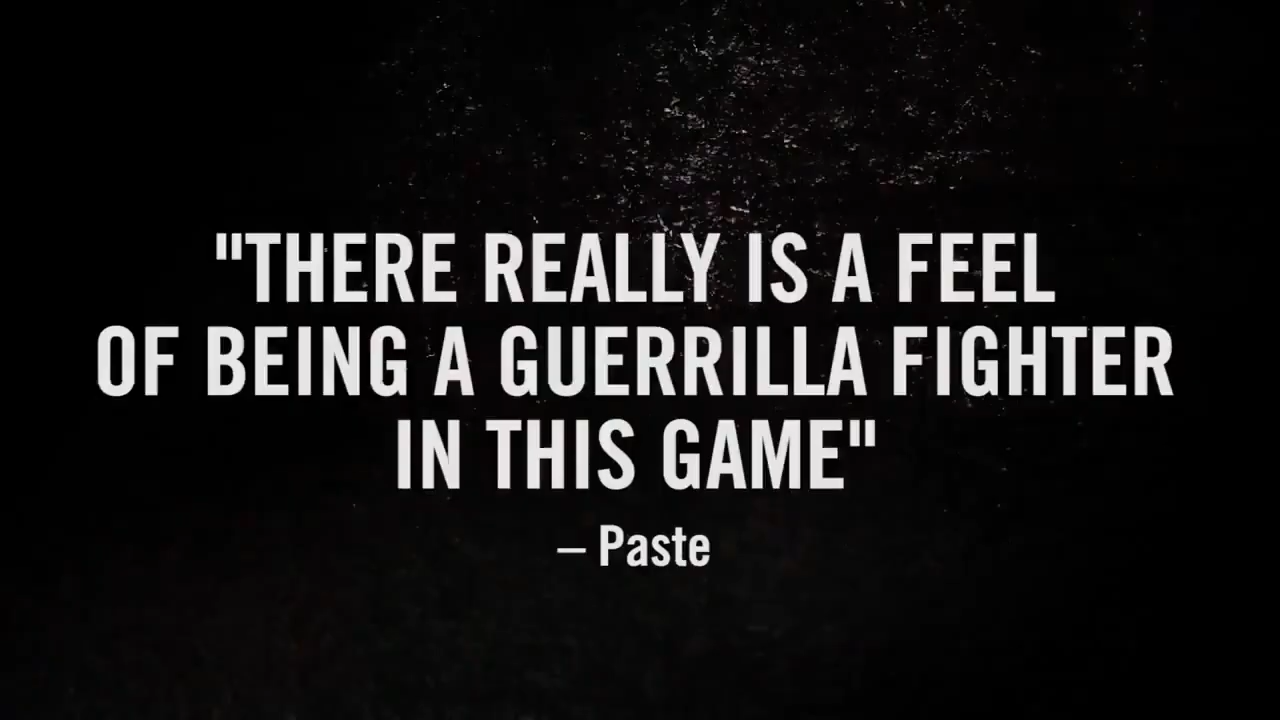 "THERE REALLY IS A FEEL
OF BEING A GUERRILLA FIGHTER
IN THIS GAME"
– Paste